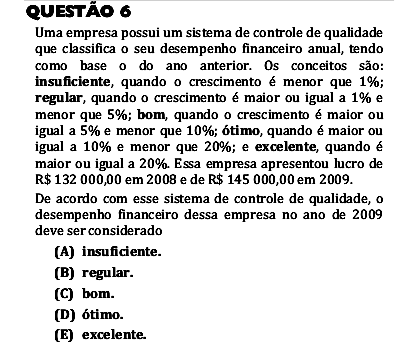 QUESTÃO 6
Uma empresa possui um sistema de controle de qualidade
que classifica o seu desempenho financeiro anual, tendo
como base o do ano anterior. Os conceitos são:
insuficiente, quando o crescimento é menor que 1%;
regular, quando o crescimento é maior ou igual a 1% e
menor que 5%; bom, quando o crescimento é maior ou
igual a 5% e menor que 10%; ótimo, quando é maior ou
igual a 10% e menor que 20%; e excelente, quando é
maior ou igual a 20%. Essa empresa apresentou lucro de
R$ 132 000,00 em 2008 e de R$ 145 000,00 em 2009.
De acordo com esse sistema de controle de qualidade, o
desempenho financeiro dessa empresa no ano de 2009
deve ser considerado
(A) insuficiente.
(B) regular.
(C) bom.
(D) ótimo.
(E) excelente.